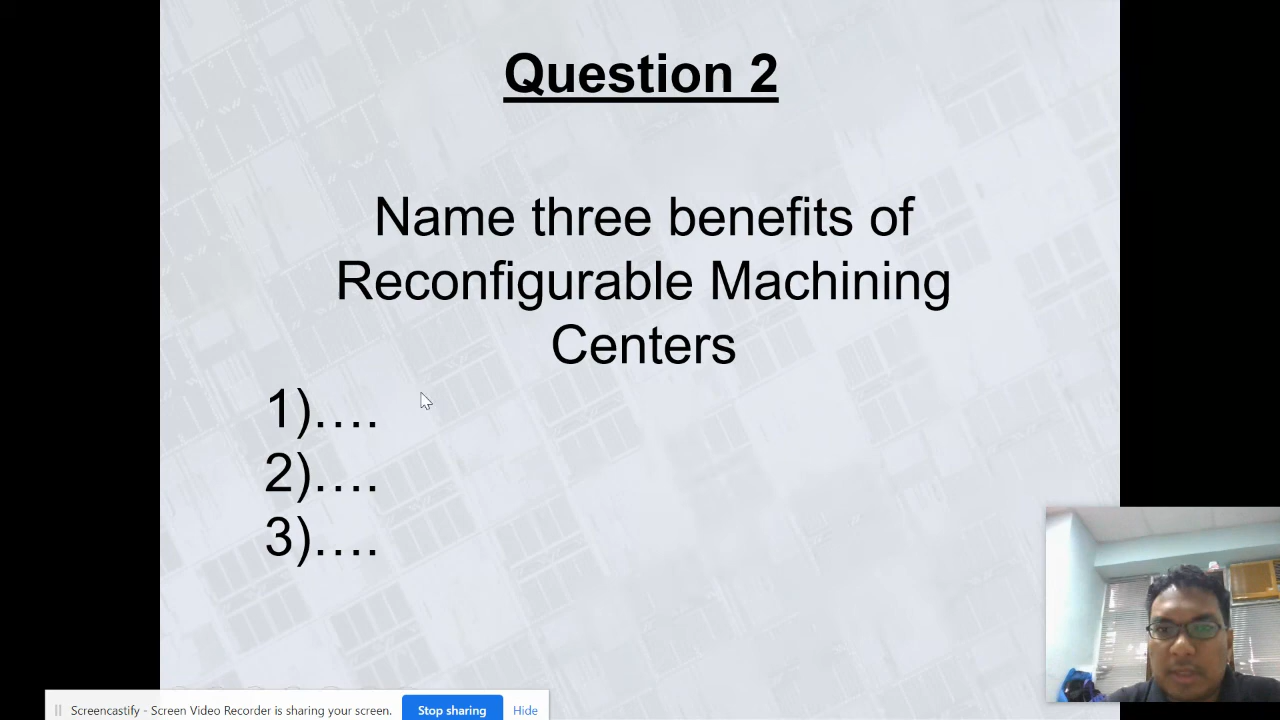 Question 2
Name three benefits of
Reconfigurable Machining
Centers
1)....
2)....
3)....
Screencastify - Screen Video Recorder is sharing your screen.
Stop sharing
Hide